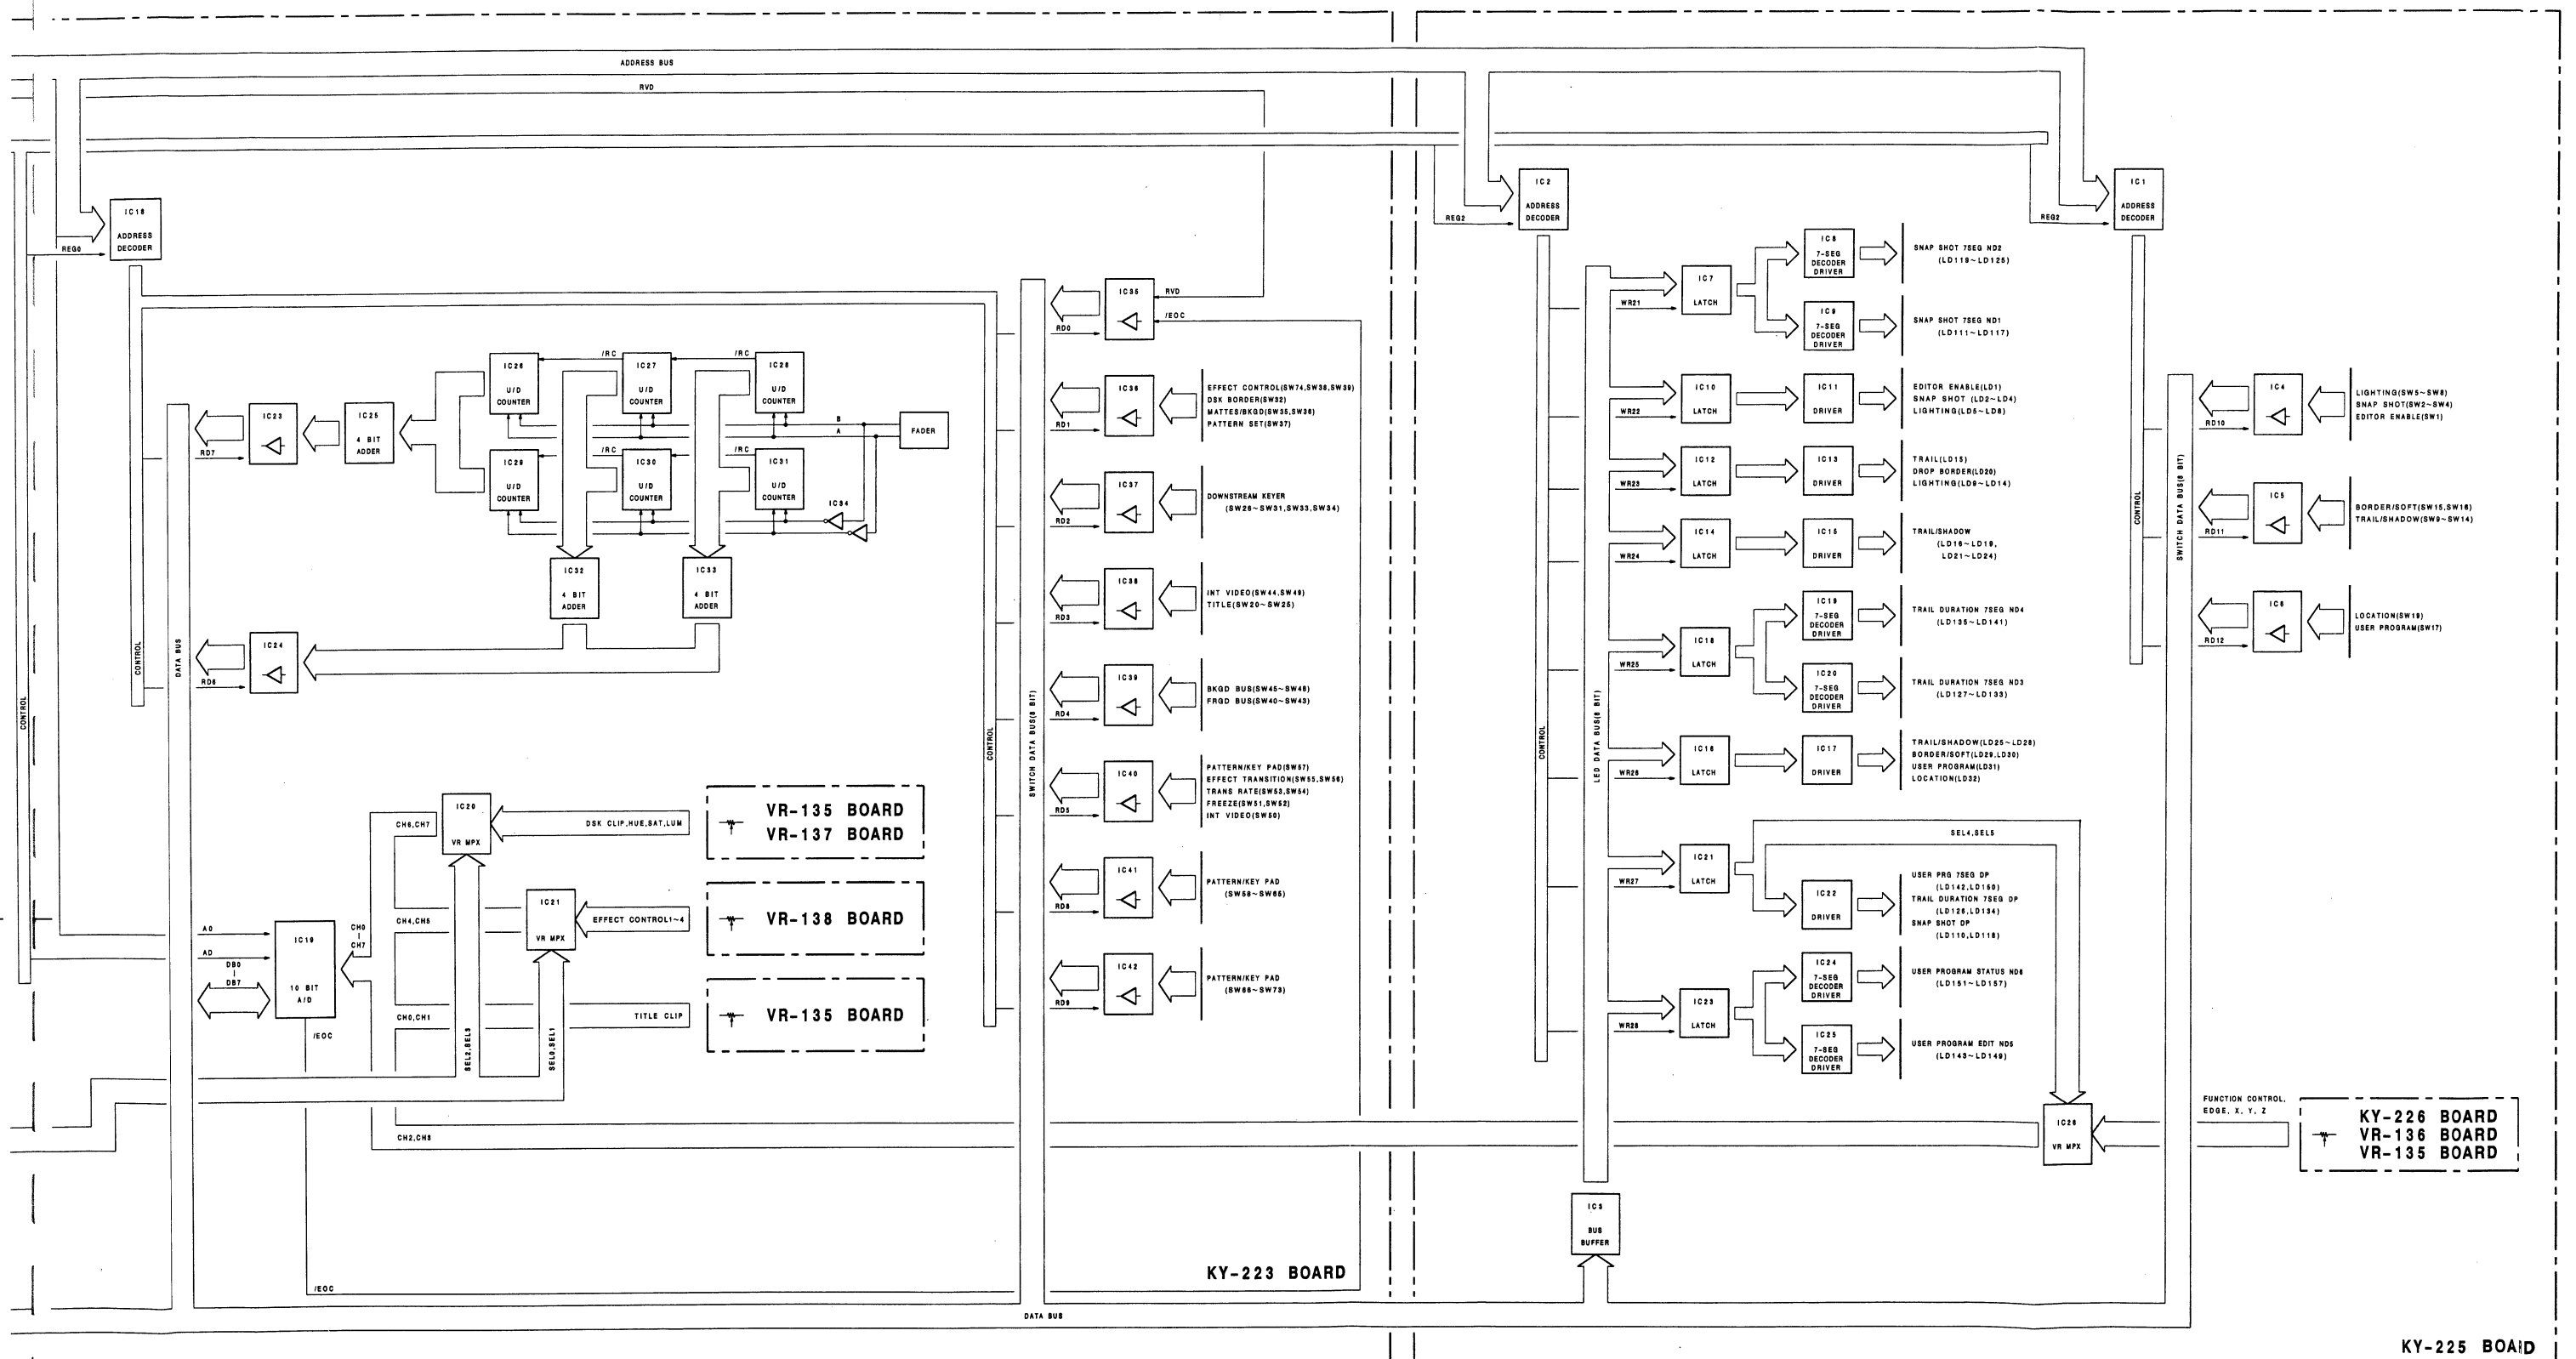 ADDRESS BUS
RVD
IC18
ADDRESS
DECODER
REG0
CONTROL
CONTROL
DATA BUS
IC23
RD7
IC25
4 BIT
ADDER
IC26
U/D
COUNTER
/RC
IC27
U/D
COUNTER
/RC
IC28
U/D
COUNTER
B
A
FADER
IC29
U/D
COUNTER
/RC
IC30
U/D
COUNTER
/RC
IC31
U/D
COUNTER
IC34
IC32
4 BIT
ADDER
IC33
4 BIT
ADDER
IC24
RD6
IC20
VR MPX
CH6,CH7
DSK CLIP,HUE,SAT,LUM
VR-135 BOARD
VR-137 BOARD
IC21
VR MPX
CH4,CH5
EFFECT CONTROL1~4
VR-138 BOARD
CH0,CH1
TITLE CLIP
VR-135 BOARD
SEL2,SEL3
SEL0,SEL1
A0
AD
DB0
|
DB7
IC19
10 BIT
A/D
CH0
|
CH7
/EOC
CH2,CH3
/EOC
CONTROL
SWITCH DATA BUS(8 BIT)
IC35
RVD
/EOC
RD0
IC36
RD1
EFFECT CONTROL(SW74,SW38,SW39)
DSK BORDER(SW32)
MATTES/BKGD(SW35,SW36)
PATTERN SET(SW37)
IC37
RD2
DOWNSTREAM KEYER
(SW26~SW31,SW33,SW34)
IC38
RD3
INT VIDEO(SW44,SW49)
TITLE(SW20~SW25)
IC39
RD4
BKGD BUS(SW45~SW48)
FRGD BUS(SW40~SW43)
IC40
RD5
PATTERN/KEY PAD(SW57)
EFFECT TRANSITION(SW55,SW56)
TRANS RATE(SW53,SW54)
FREEZE(SW51,SW52)
INT VIDEO(SW50)
IC41
RD8
PATTERN/KEY PAD
(SW58~SW65)
IC42
RD9
PATTERN/KEY PAD
(SW66~SW73)
KY-223 BOARD
DATA BUS
IC2
ADDRESS
DECODER
REG2
CONTROL
LED DATA BUS(8 BIT)
IC7
LATCH
WR21
IC8
7-SEG
DECODER
DRIVER
SNAP SHOT 7SEG ND2
(LD119~LD125)
IC9
7-SEG
DECODER
DRIVER
SNAP SHOT 7SEG ND1
(LD111~LD117)
IC10
LATCH
WR22
IC11
DRIVER
EDITOR ENABLE(LD1)
SNAP SHOT (LD2~LD4)
LIGHTING(LD5~LD8)
IC12
LATCH
WR23
IC13
DRIVER
TRAIL(LD15)
DROP BORDER(LD20)
LIGHTING(LD9~LD14)
IC14
LATCH
WR24
IC15
DRIVER
TRAIL/SHADOW
(LD16~LD19,
LD21~LD24)
IC18
LATCH
WR25
IC19
7-SEG
DECODER
DRIVER
TRAIL DURATION 7SEG ND4
(LD135~LD141)
IC20
7-SEG
DECODER
DRIVER
TRAIL DURATION 7SEG ND3
(LD127~LD133)
IC16
LATCH
WR26
IC17
DRIVER
TRAIL/SHADOW(LD25~LD28)
BORDER/SOFT(LD29,LD30)
USER PROGRAM(LD31)
LOCATION(LD32)
IC21
LATCH
WR27
SEL4,SEL5
IC22
DRIVER
USER PRG 7SEG DP
(LD142,LD150)
TRAIL DURATION 7SEG DP
(LD126,LD134)
SNAP SHOT DP
(LD110,LD118)
IC23
LATCH
WR28
IC24
7-SEG
DECODER
DRIVER
USER PROGRAM STATUS ND6
(LD151~LD157)
IC25
7-SEG
DECODER
DRIVER
USER PROGRAM EDIT ND5
(LD143~LD149)
IC3
BUS
BUFFER
IC26
VR MPX
IC1
ADDRESS
DECODER
REG2
CONTROL
SWITCH DATA BUS(8 BIT)
IC4
RD10
LIGHTING(SW5~SW8)
SNAP SHOT(SW2~SW4)
EDITOR ENABLE(SW1)
IC5
RD11
BORDER/SOFT(SW15,SW16)
TRAIL/SHADOW(SW9~SW14)
IC6
RD12
LOCATION(SW19)
USER PROGRAM(SW17)
FUNCTION CONTROL,
EDGE, X, Y, Z
KY-226 BOARD
VR-136 BOARD
VR-135 BOARD
KY-225 BOARD